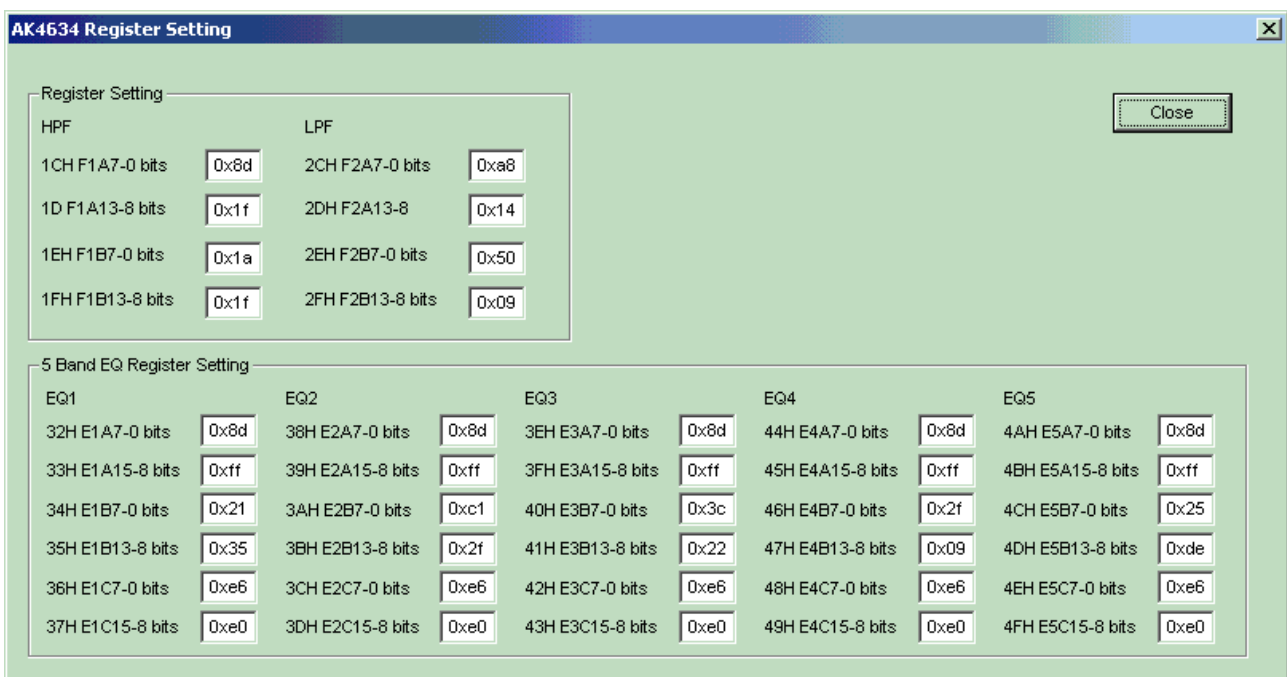 AK4634 Register Setting
Register Setting
Close
HPF LPF
1CH F1A7-0 bits 0x8d 2CH F2A7-0 bits 0xa8
1D F1A13-8 bits 0x1f 2DH F2A13-8 0x14
1EH F1B7-0 bits 0x1a 2EH F2B7-0 bits 0x50
1FH F1B13-8 bits 0x1f 2FH F2B13-8 bits 0x09
5 Band EQ Register Setting
EQ1 EQ2 EQ3 EQ4 EQ5
32H E1A7-0 bits 0x8d 38H E2A7-0 bits 0x8d 3EH E3A7-0 bits 0x8d 44H E4A7-0 bits 0x8d 4AH E5A7-0 bits 0x8d
33H E1A15-8 bits 0xff 39H E2A15-8 bits 0xff 3FH E3A15-8 bits 0xff 45H E4A15-8 bits 0xff 4BH E5A15-8 bits 0xff
34H E1B7-0 bits 0x21 3AH E2B7-0 bits 0xc1 40H E3B7-0 bits 0x3c 46H E4B7-0 bits 0x2f 4CH E5B7-0 bits 0x25
35H E1B13-8 bits 0x35 3BH E2B13-8 bits 0x2f 41H E3B13-8 bits 0x22 47H E4B13-8 bits 0x09 4DH E5B13-8 bits 0xde
36H E1C7-0 bits 0xe6 3CH E2C7-0 bits 0xe6 42H E3C7-0 bits 0xe6 48H E4C7-0 bits 0xe6 4EH E5C7-0 bits 0xe6
37H E1C15-8 bits 0xe0 3DH E2C15-8 bits 0xe0 43H E3C15-8 bits 0xe0 49H E4C15-8 bits 0xe0 4FH E5C15-8 bits 0xe0